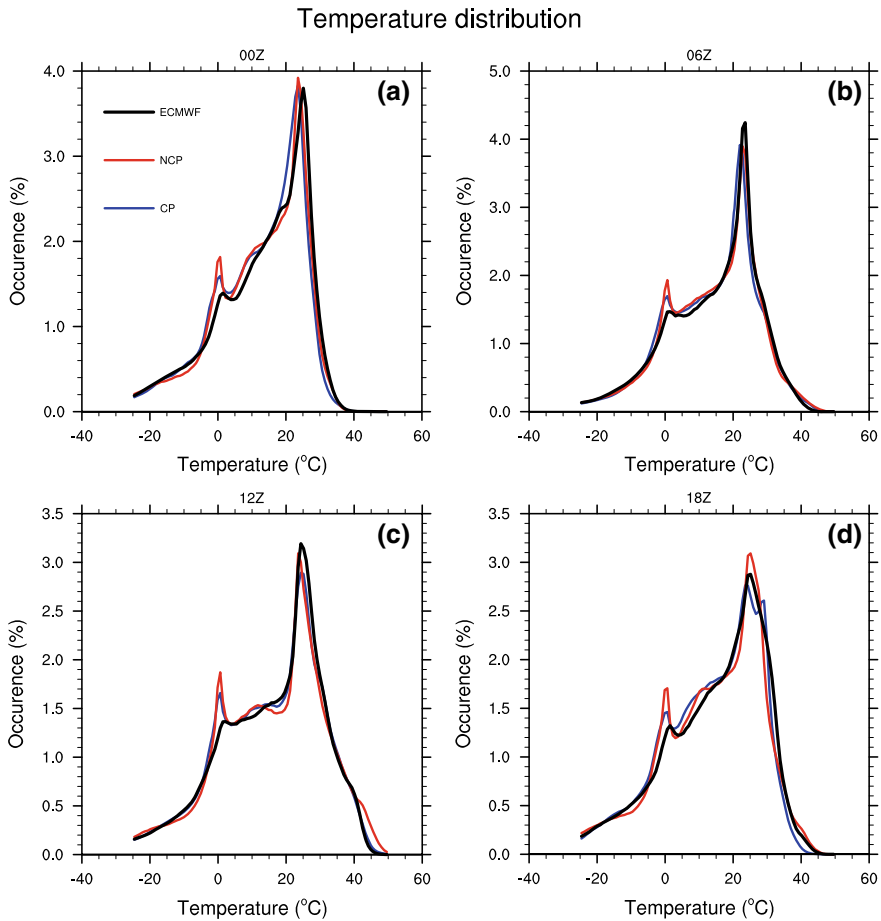 Temperature distribution
00Z
(a)
ECMWF
NCP
CP
4.0
3.0
2.0
1.0
0.0
Occurence (%)
-40 -20 0 20 40 60
Temperature (°C)
06Z
(b)
5.0
4.0
3.0
2.0
1.0
0.0
Occurence (%)
-40 -20 0 20 40 60
Temperature (°C)
12Z
(c)
3.5
3.0
2.5
2.0
1.5
1.0
0.5
0.0
Occurence (%)
-40 -20 0 20 40 60
Temperature (°C)
18Z
(d)
3.5
3.0
2.5
2.0
1.5
1.0
0.5
0.0
Occurence (%)
-40 -20 0 20 40 60
Temperature (°C)